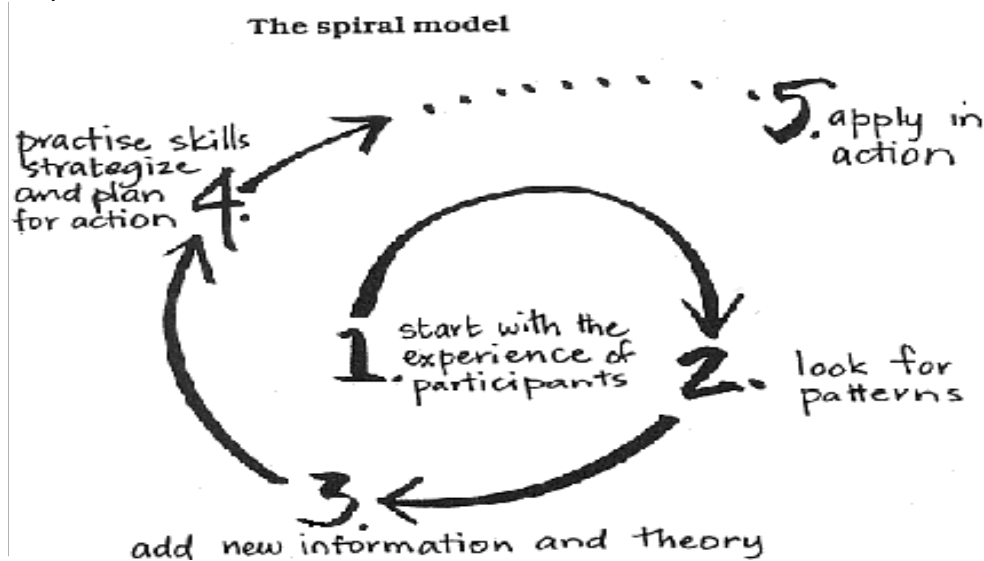 The spiral model
1. start with the
experience of
participants
2. look for
patterns
3.
add new information and theory
practise skills
strategize
and plan
for action 4.
5. apply in
action